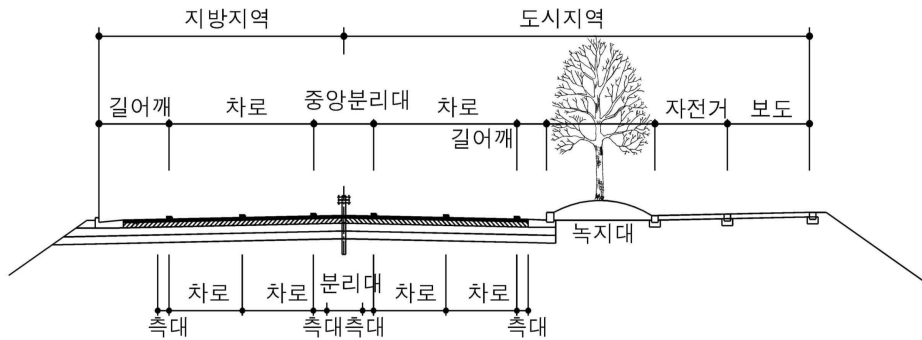 지방지역 도시지역
길어깨 차로 중앙분리대 차로 자전거 보도
길어깨
녹지대
분리대
차로 차로 차로 차로
측대 측대 측대 측대